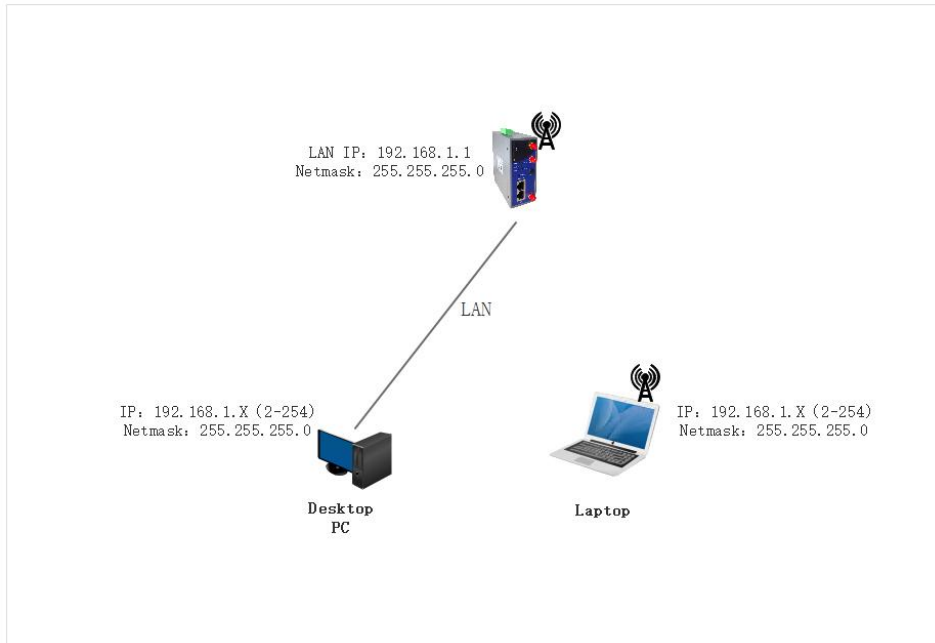 LAN IP: 192.168.1.1
Netmask: 255.255.255.0
LAN
IP: 192.168.1.X (2-254)
Netmask: 255.255.255.0
Desktop
PC
IP: 192.168.1.X (2-254)
Netmask: 255.255.255.0
Laptop